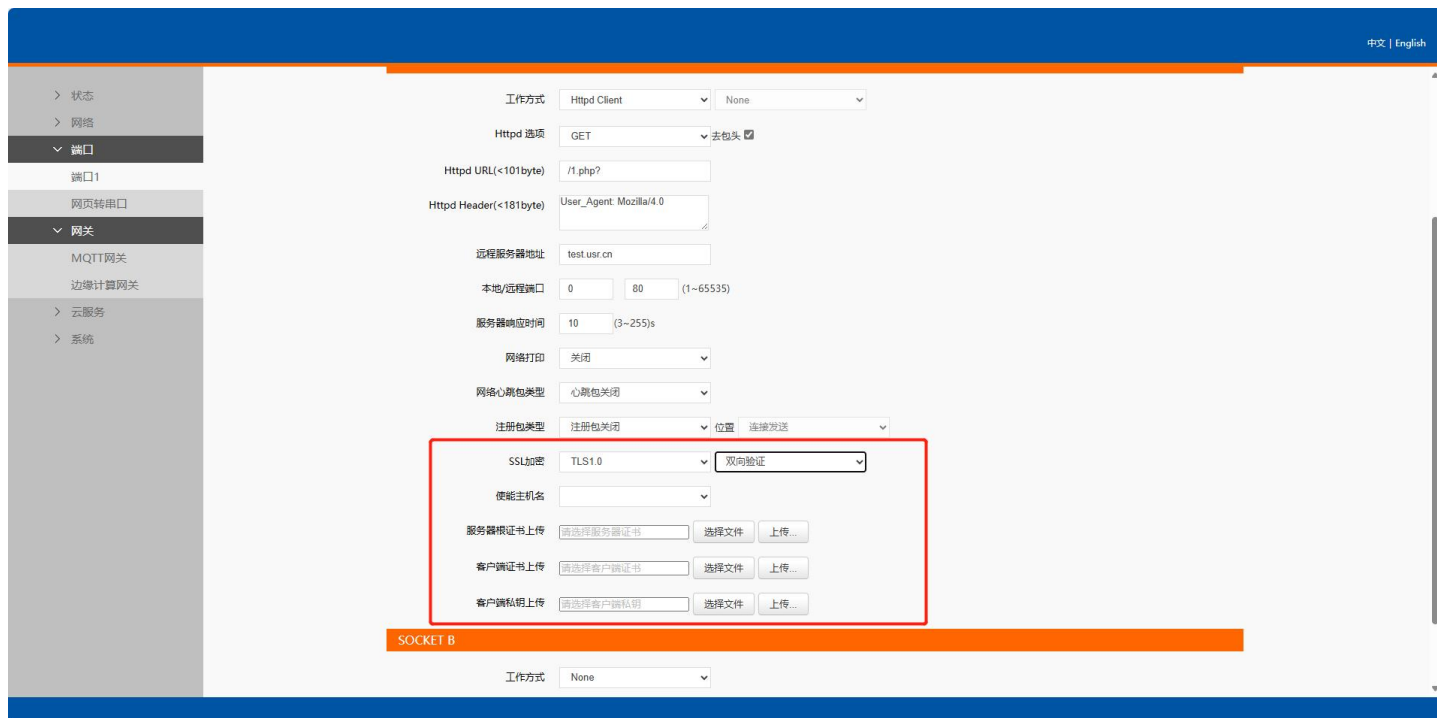 中文 | English
状态
网络
端口
端口1
网页转串口
网关
MQTT网关
边缘计算网关
云服务
系统
工作方式 Httpd Client None
Httpd 选项 GET 去包头
Httpd URL(<101byte) /1.php?
Httpd Header(<181byte) User_Agent: Mozilla/4.0
远程服务器地址 test.usr.cn
本地/远程端口 0 80 (1~65535)
服务器响应时间 10 (3~255)s
网络打印 关闭
网络心跳包类型 心跳包关闭
注册包类型 注册包关闭 位置 连接发送
SSL加密 TLS1.0 双向验证
使能主机名
服务器根证书上传 请选择服务器证书 选择文件 上传...
客户端证书上传 请选择客户端证书 选择文件 上传...
客户端私钥上传 请选择客户端私钥 选择文件 上传...
SOCKET B
工作方式 None